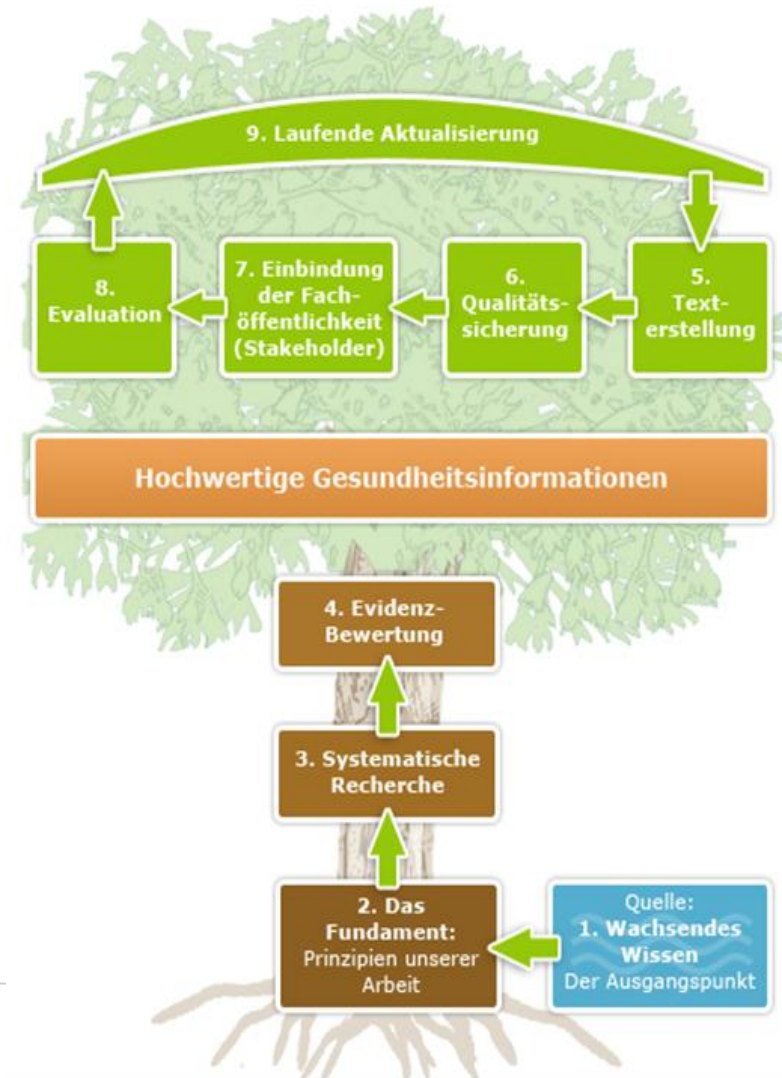 9. Laufende Aktualisierung
8.
Evaluation
7. Einbindung
der Fach-
öffentlichkeit
(Stakeholder)
6.
Qualitäts-
sicherung
5.
Text-
erstellung
Hochwertige Gesundheitsinformationen
4. Evidenz-
Bewertung
3. Systematische
Recherche
2. Das
Fundament:
Prinzipien unserer
Arbeit
Quelle:
1. Wachsendes
Wissen
Der Ausgangspunkt